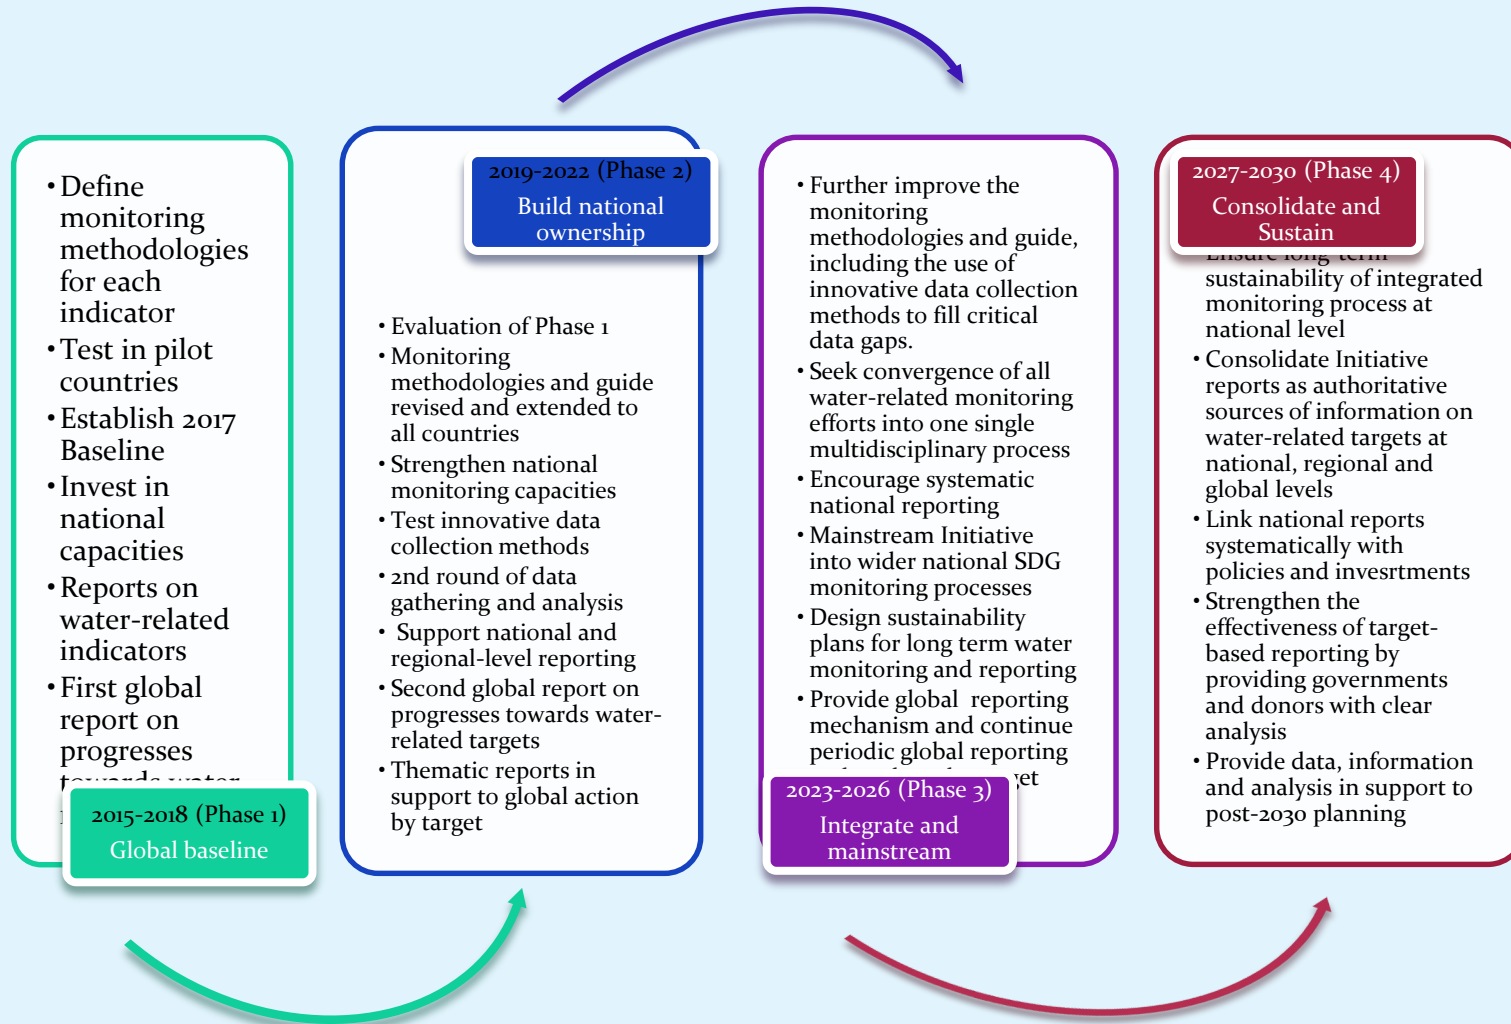 • Define
monitoring
methodologies
for each
indicator
• Test in pilot
countries
• Establish 2017
Baseline
• Invest in
national
capacities
• Reports on
water-related
indicators
• First global
report on
progresses
towards water
2015-2018 (Phase 1)
Global baseline
2019-2022 (Phase 2)
Build national
ownership
• Evaluation of Phase 1
• Monitoring
methodologies and guide
revised and extended to
all countries
• Strengthen national
monitoring capacities
• Test innovative data
collection methods
• 2nd round of data
gathering and analysis
• Support national and
regional-level reporting
• Second global report on
progresses towards water-
related targets
• Thematic reports in
support to global action
by target
• Further improve the
monitoring
methodologies and guide,
including the use of
innovative data collection
methods to fill critical
data gaps.
• Seek convergence of all
water-related monitoring
efforts into one single
multidisciplinary process
• Encourage systematic
national reporting
• Mainstream Initiative
into wider national SDG
monitoring processes
• Design sustainability
plans for long term water
monitoring and reporting
• Provide global reporting
mechanism and continue
periodic global reporting
2023-2026 (Phase 3)
Integrate and
mainstream
2027-2030 (Phase 4)
Consolidate and
Sustain
Ensure long-term
sustainability of integrated
monitoring process at
national level
• Consolidate Initiative
reports as authoritative
sources of information on
water-related targets at
national, regional and
global levels
• Link national reports
systematically with
policies and invesrtments
• Strengthen the
effectiveness of target-
based reporting by
providing governments
and donors with clear
analysis
• Provide data, information
and analysis in support to
post-2030 planning